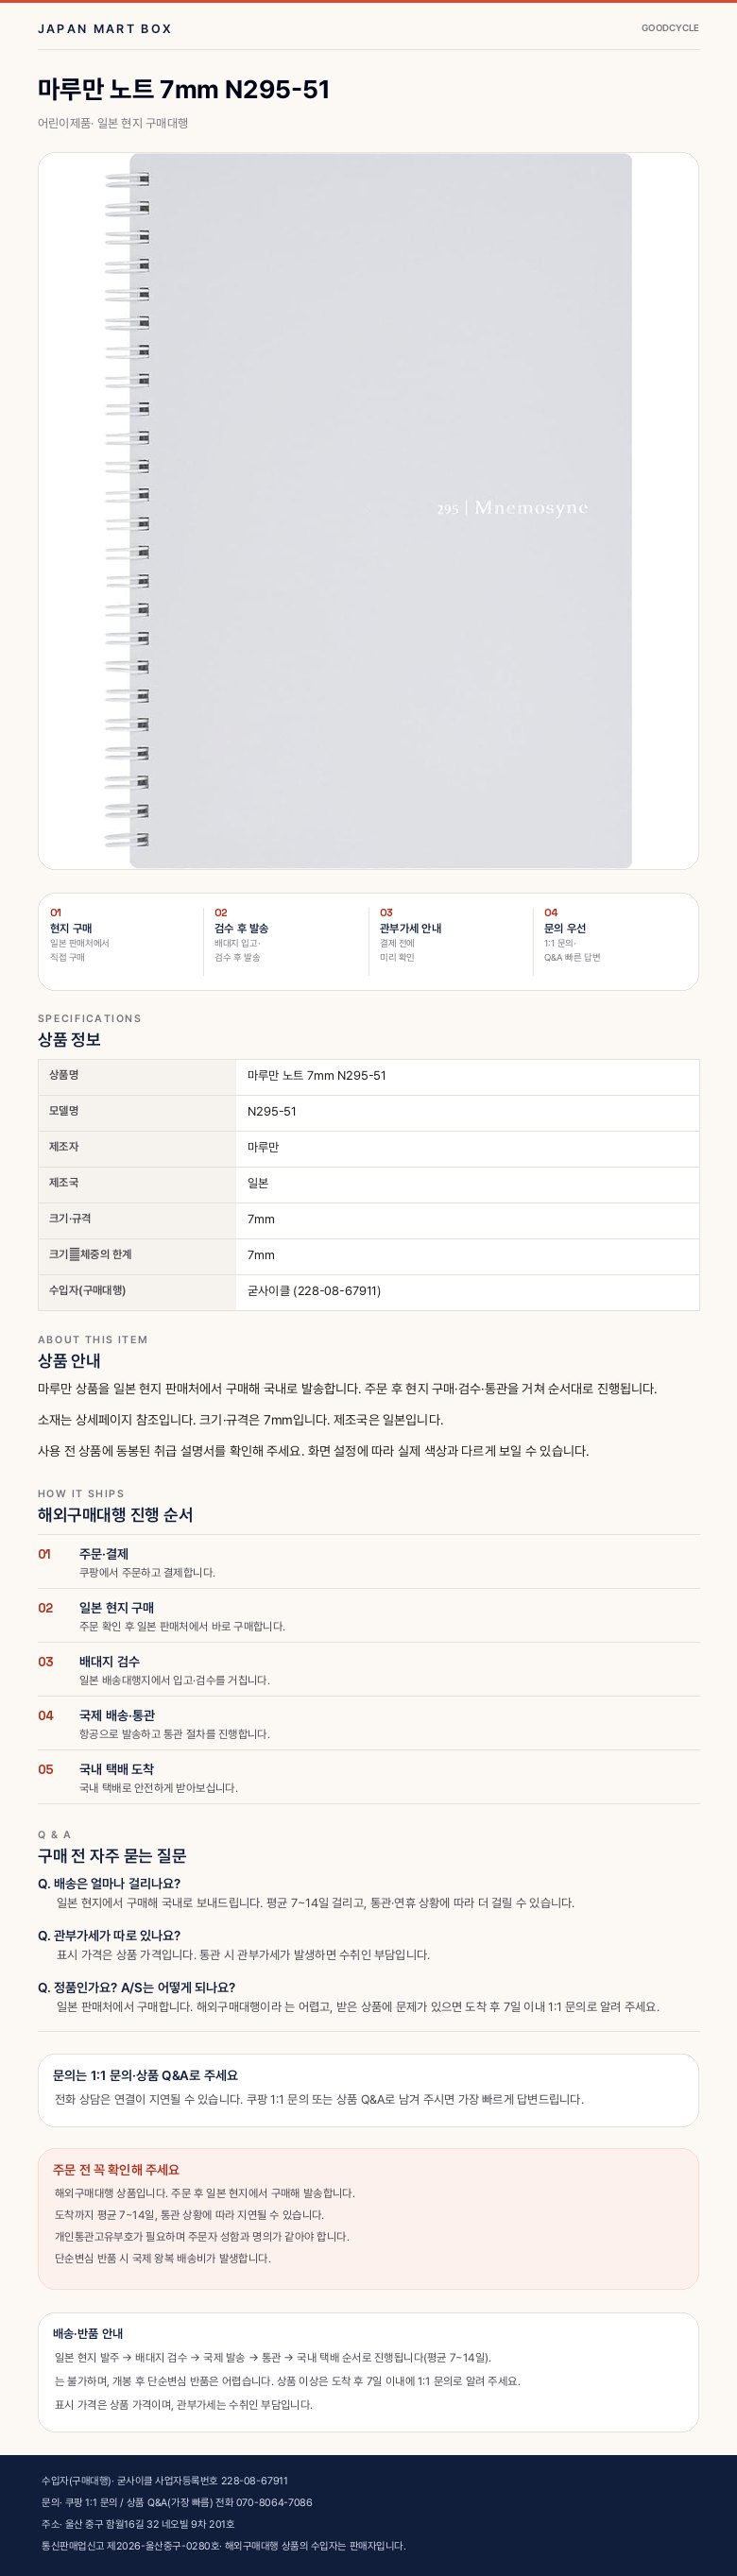 JAPAN MART BOX
GOODCYCLE
마루만 노트 7mm N295-51
어린이제품· 일본 현지 구매대행
295 | Mnemosyne
01
현지 구매
일본 판매처에서
직접 구매
02
검수 후 발송
배대지 입고·
검수 후 발송
03
관부가세 안내
결제 전에
미리 확인
04
문의 우선
1:1 문의·
Q&A 빠른 답변
SPECIFICATIONS
상품 정보
상품명 마루만 노트 7mm N295-51
모델명 N295-51
제조자 마루만
제조국 일본
크기·규격 7mm
크기▒체중의 한계 7mm
수입자(구매대행) 굳사이클 (228-08-67911)
ABOUT THIS ITEM
상품 안내
마루만 상품을 일본 현지 판매처에서 구매해 국내로 발송합니다. 주문 후 현지 구매·검수·통관을 거쳐 순서대로 진행됩니다.
소재는 상세페이지 참조입니다. 크기·규격은 7mm입니다. 제조국은 일본입니다.
사용 전 상품에 동봉된 취급 설명서를 확인해 주세요. 화면 설정에 따라 실제 색상과 다르게 보일 수 있습니다.
HOW IT SHIPS
해외구매대행 진행 순서
01 주문·결제
쿠팡에서 주문하고 결제합니다.
02 일본 현지 구매
주문 확인 후 일본 판매처에서 바로 구매합니다.
03 배대지 검수
일본 배송대행지에서 입고·검수를 거칩니다.
04 국제 배송·통관
항공으로 발송하고 통관 절차를 진행합니다.
05 국내 택배 도착
국내 택배로 안전하게 받아보십니다.
Q & A
구매 전 자주 묻는 질문
Q. 배송은 얼마나 걸리나요?
일본 현지에서 구매해 국내로 보내드립니다. 평균 7~14일 걸리고, 통관·연휴 상황에 따라 더 걸릴 수 있습니다.
Q. 관부가세가 따로 있나요?
표시 가격은 상품 가격입니다. 통관 시 관부가세가 발생하면 수취인 부담입니다.
Q. 정품인가요? A/S는 어떻게 되나요?
일본 판매처에서 구매합니다. 해외구매대행이라 는 어렵고, 받은 상품에 문제가 있으면 도착 후 7일 이내 1:1 문의로 알려 주세요.
문의는 1:1 문의·상품 Q&A로 주세요
전화 상담은 연결이 지연될 수 있습니다. 쿠팡 1:1 문의 또는 상품 Q&A로 남겨 주시면 가장 빠르게 답변드립니다.
주문 전 꼭 확인해 주세요
해외구매대행 상품입니다. 주문 후 일본 현지에서 구매해 발송합니다.
도착까지 평균 7~14일, 통관 상황에 따라 지연될 수 있습니다.
개인통관고유부호가 필요하며 주문자 성함과 명의가 같아야 합니다.
단순변심 반품 시 국제 왕복 배송비가 발생합니다.
배송·반품 안내
일본 현지 발주 → 배대지 검수 → 국제 발송 → 통관 → 국내 택배 순서로 진행됩니다(평균 7~14일).
는 불가하며, 개봉 후 단순변심 반품은 어렵습니다. 상품 이상은 도착 후 7일 이내에 1:1 문의로 알려 주세요.
표시 가격은 상품 가격이며, 관부가세는 수취인 부담입니다.
수입자(구매대행)· 굳사이클 사업자등록번호 228-08-67911
문의· 쿠팡 1:1 문의 / 상품 Q&A(가장 빠름) 전화 070-8064-7086
주소· 울산 중구 함월16길 32 네오빌 9차 201호
통신판매업신고 제2026-울산중구-0280호· 해외구매대행 상품의 수입자는 판매자입니다.